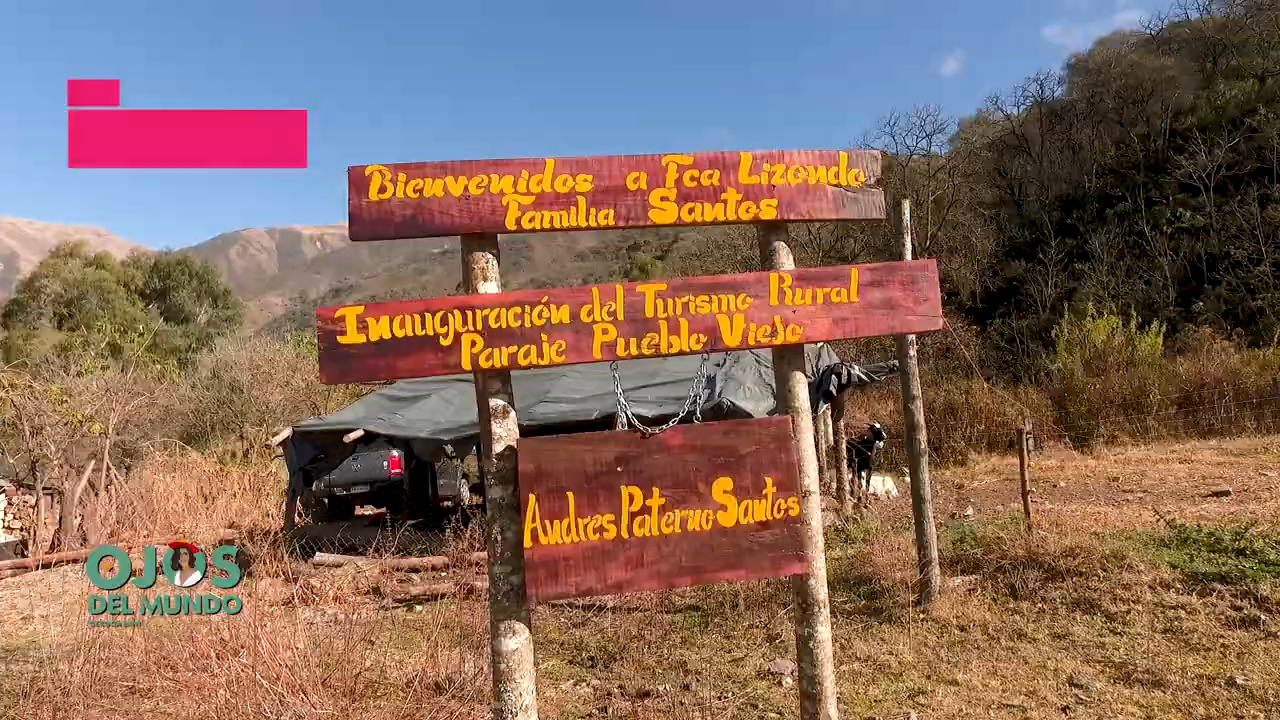 Bienvenidos a Fca Lizondo
Familia Santos
Inauguración del Turismo Rural
Paraje Pueblo Viejo
Andres Paterno Santos
OJOS
DEL MUNDO